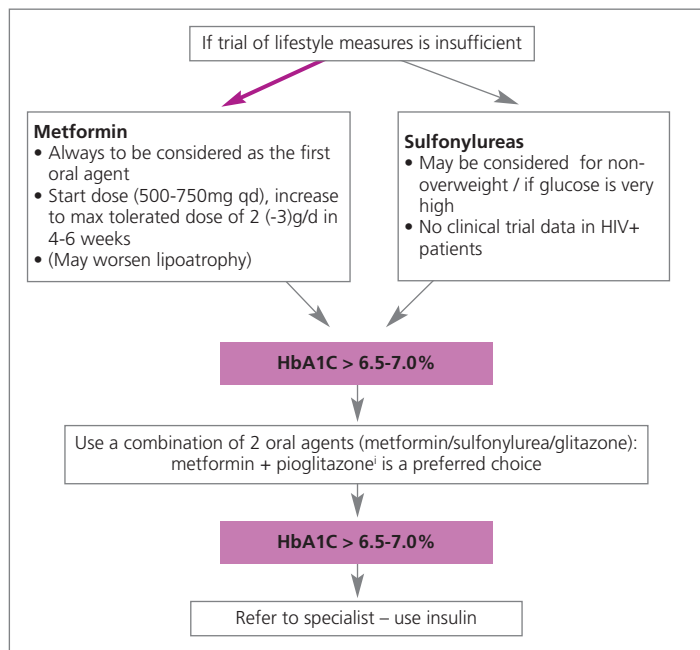 If trial of lifestyle measures is insufficient
Metformin
• Always to be considered as the first
oral agent
• Start dose (500-750mg qd), increase
to max tolerated dose of 2 (-3)g/d in
4-6 weeks
• (May worsen lipoatrophy)
Sulfonylureas
• May be considered for non-
overweight / if glucose is very
high
• No clinical trial data in HIV+
patients
HbA1C > 6.5-7.0%
Use a combination of 2 oral agents (metformin/sulfonylurea/glitazone):
metformin + pioglitazoneⁱ is a preferred choice
HbA1C > 6.5-7.0%
Refer to specialist – use insulin